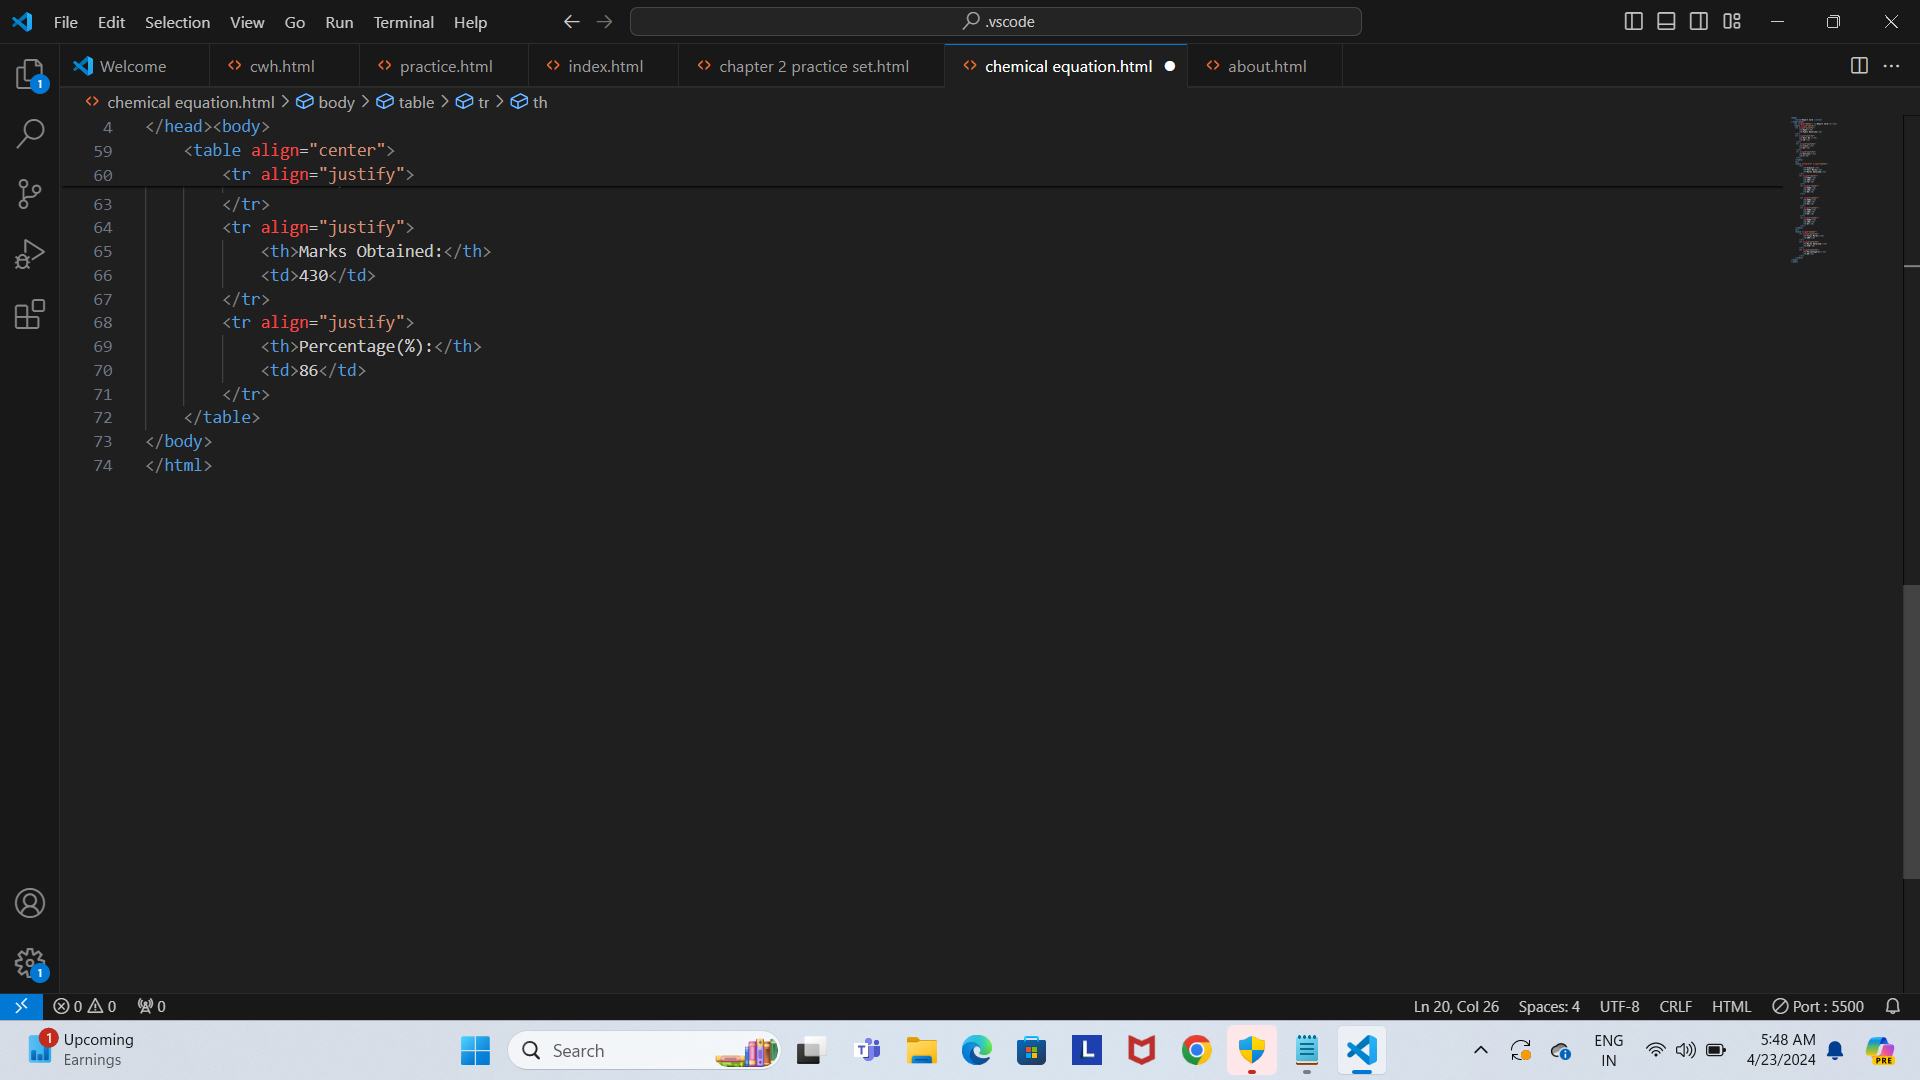 File Edit Selection View Go Run Terminal Help
.vscode
Welcome cwh.html practice.html index.html chapter 2 practice set.html chemical equation.html about.html
chemical equation.html > body > table > tr > th
4 </head><body>
59 <table align="center">
60 <tr align="justify">
63 </tr>
64 <tr align="justify">
65 <th>Marks Obtained:</th>
66 <td>430</td>
67 </tr>
68 <tr align="justify">
69 <th>Percentage(%):</th>
70 <td>86</td>
71 </tr>
72 </table>
73 </body>
74 </html>
1
1
0 0 0
Ln 20, Col 26 Spaces: 4 UTF-8 CRLF HTML Port : 5500
1
Upcoming
Earnings
Search
L
ENG
IN
5:48 AM
4/23/2024
PRE